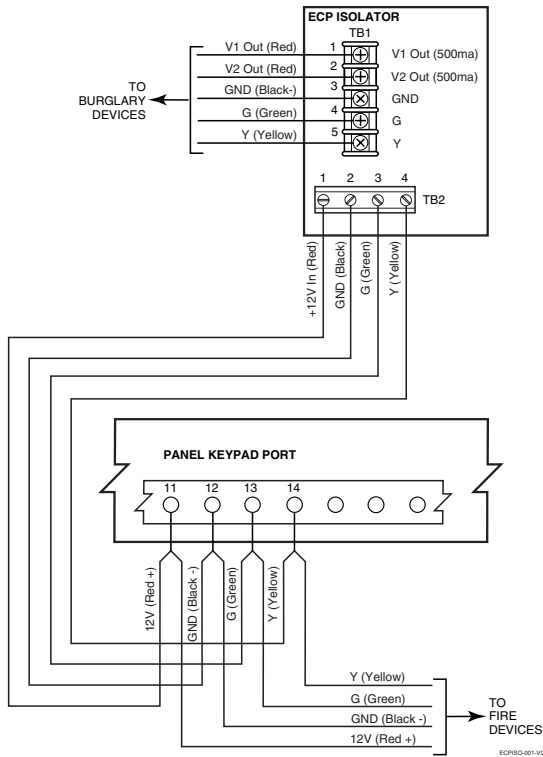 ECP ISOLATOR
TB1
V1 Out (Red) 1 V1 Out (500ma)
V2 Out (Red) 2 V2 Out (500ma)
GND (Black-) 3 GND
G (Green) 4 G
Y (Yellow) 5 Y
TO
BURGLARY
DEVICES
1 2 3 4
TB2
+12V In (Red)
GND (Black)
G (Green)
Y (Yellow)
PANEL KEYPAD PORT
11 12 13 14
12V (Red +)
GND (Black -)
G (Green)
Y (Yellow)
Y (Yellow)
G (Green)
GND (Black -)
12V (Red +)
TO
FIRE
DEVICES
ECPISO-001-V0